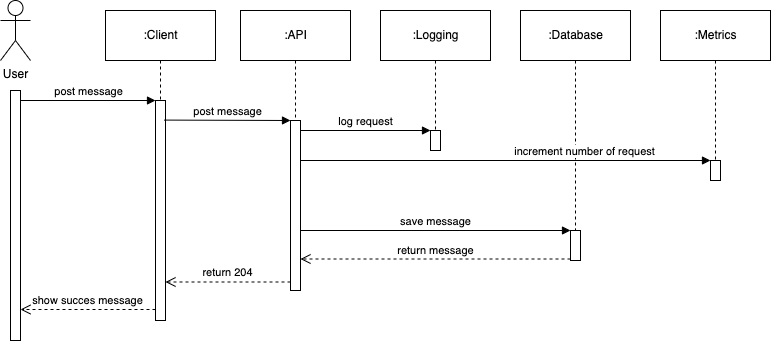 :Client
:API
:Logging
:Database
:Metrics
User
post message
post message
log request
increment number of request
save message
return message
return 204
show succes message